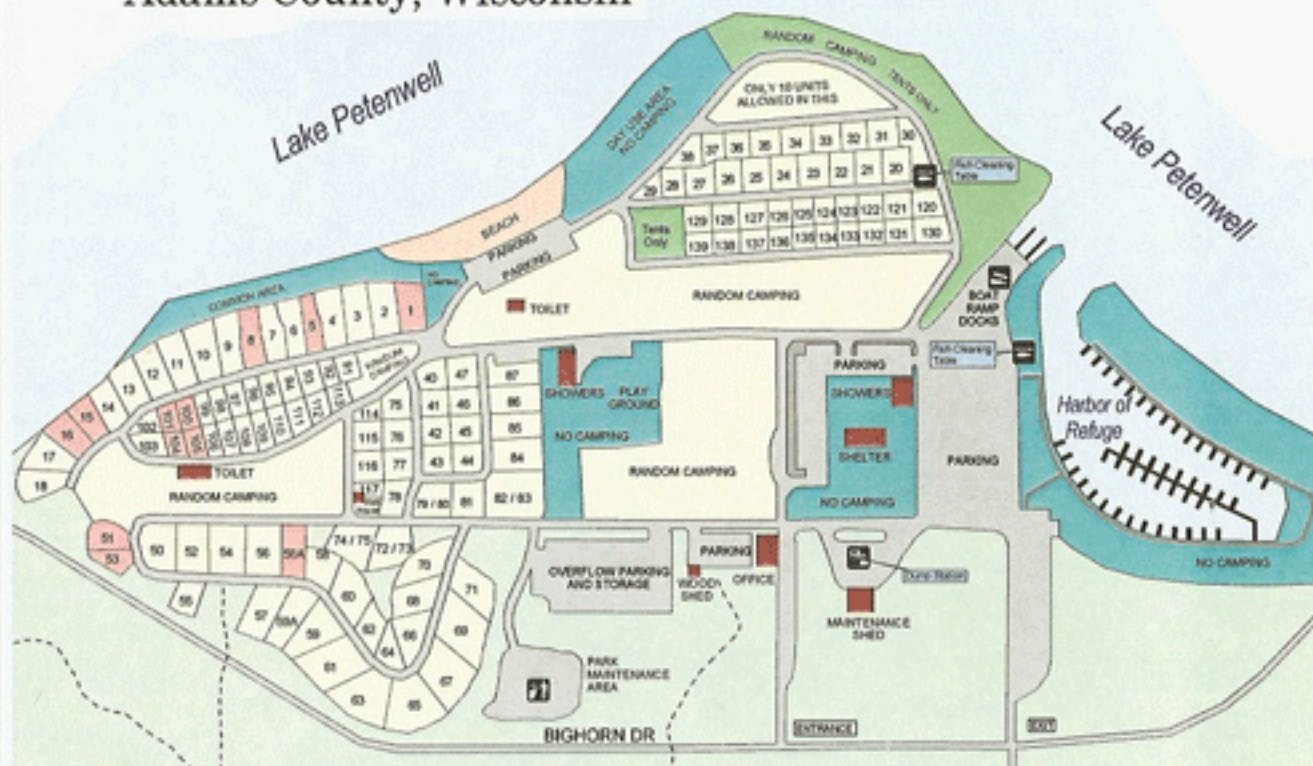 Adams County, Wisconsin
Lake Petenwell
RANDOM CAMPING TENTS ONLY
ONLY 10 UNITS
ALLOWED IN THIS
DAY USE AREA
NO CAMPING
Lake Petenwell
38 37 36 35 34 33 32 31 30
29 28 27 26 25 24 23 22 21 20
Fish Cleaning
Table
Tents
Only
129 128 127 126 125 124 123 122 121 120
139 138 137 136 135 134 133 132 131 130
BEACH
PARKING
PARKING
COMMON AREA
RANDOM CAMPING
TOILET
BOAT
RAMP
DOCKS
Fish Cleaning
Table
18 17 16 15 14 13 12 11 10 9 8 7 6 5 4 3 2 1
RANDOM
CAMPING
102
103
109 110 111 112 113
TOILET
RANDOM CAMPING
114 75
115 76
116 77
117 78
40 47
41 46
42 45
43 44
79 / 80 81
87
86
85
84
82 / 83
SHOWERS
PLAY
GROUND
NO CAMPING
RANDOM CAMPING
PARKING
SHOWERS
SHELTER
NO CAMPING
PARKING
Harbor of
Refuge
NO CAMPING
51
53
50 52 54 56 56A 58
74 / 75
72 / 73
70
71
55
57 59A 59 61 63 65 67 69
60 62 64 66 68
OVERFLOW PARKING
AND STORAGE
PARKING
WOOD
SHED
OFFICE
Dump Station
MAINTENANCE
SHED
PARK
MAINTENANCE
AREA
BIGHORN DR
ENTRANCE
EXIT